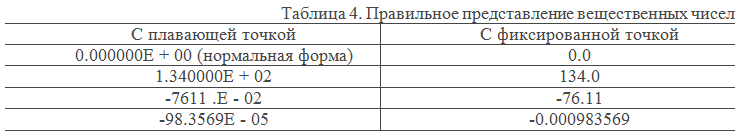 Таблица 4. Правильное представление вещественных чисел
С плавающей точкой С фиксированной точкой
0.000000E + 00 (нормальная форма) 0.0
1.340000E + 02 134.0
-7611 .E - 02 -76.11
-98.3569E - 05 -0.000983569